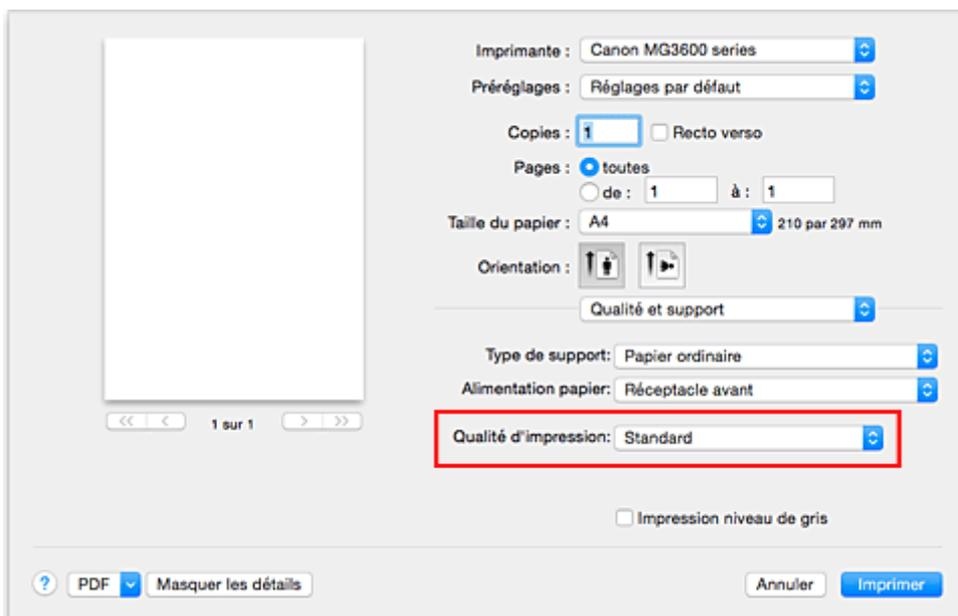 Imprimante : Canon MG3600 series
Préréglages : Réglages par défaut
Copies : 1 Recto verso
Pages : toutes
de : 1 à : 1
Taille du papier : A4 210 par 297 mm
Orientation :
Qualité et support
Type de support: Papier ordinaire
Alimentation papier: Réceptacle avant
1 sur 1
Qualité d'impression: Standard
Impression niveau de gris
? PDF Masquer les détails Annuler Imprimer